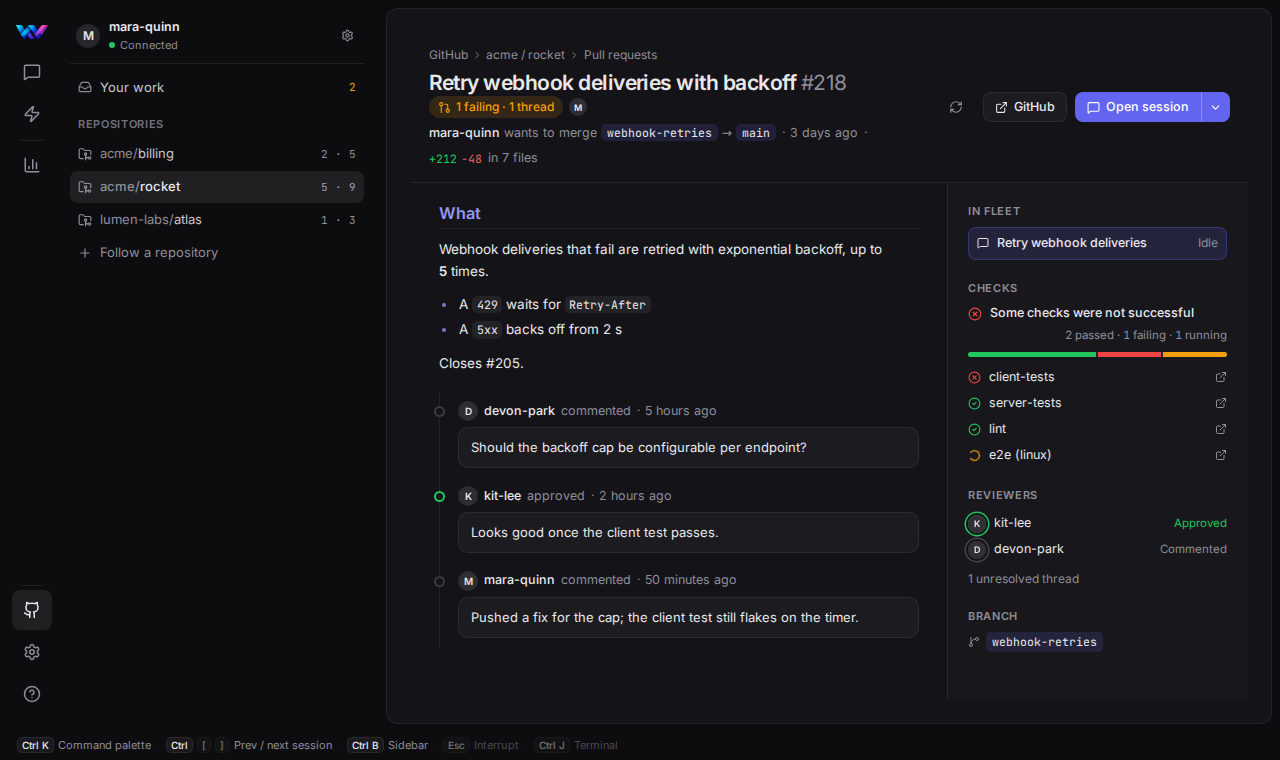 M
mara-quinn
Connected
Your work 2
REPOSITORIES
acme/billing 2 · 5
acme/rocket 5 · 9
lumen-labs/atlas 1 · 3
Follow a repository
GitHub › acme / rocket › Pull requests
Retry webhook deliveries with backoff #218
1 failing · 1 thread M
GitHub
Open session
mara-quinn wants to merge webhook-retries → main · 3 days ago ·
+212 -48 in 7 files
What
Webhook deliveries that fail are retried with exponential backoff, up to
5 times.
• A 429 waits for Retry-After
• A 5xx backs off from 2 s
Closes #205.
D devon-park commented · 5 hours ago
Should the backoff cap be configurable per endpoint?
K kit-lee approved · 2 hours ago
Looks good once the client test passes.
M mara-quinn commented · 50 minutes ago
Pushed a fix for the cap; the client test still flakes on the timer.
IN FLEET
Retry webhook deliveries Idle
CHECKS
Some checks were not successful
2 passed · 1 failing · 1 running
client-tests
server-tests
lint
e2e (linux)
REVIEWERS
K kit-lee Approved
D devon-park Commented
1 unresolved thread
BRANCH
webhook-retries
Ctrl K Command palette Ctrl [ ] Prev / next session Ctrl B Sidebar Esc Interrupt Ctrl J Terminal